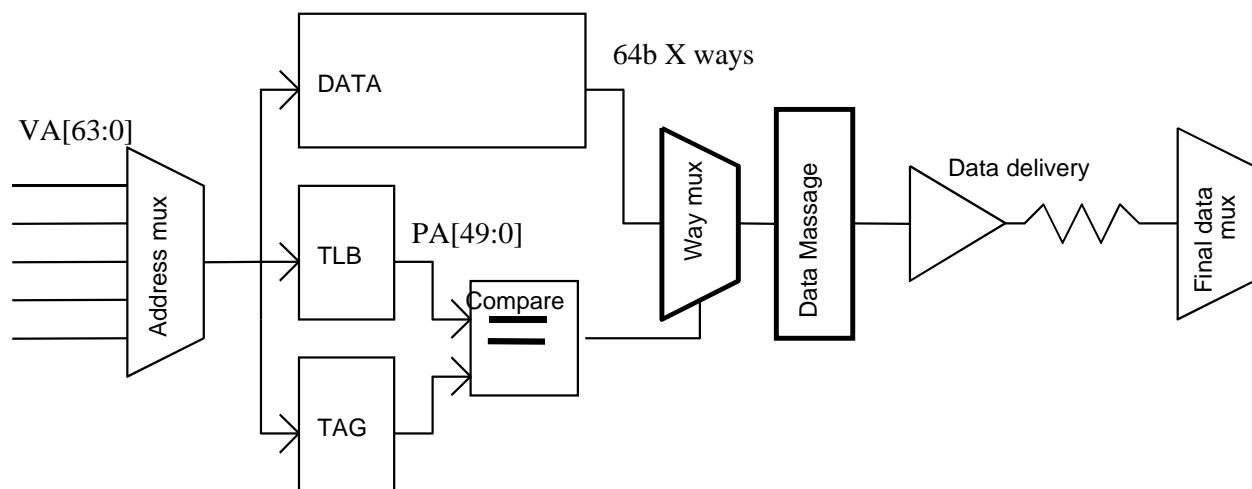 64b X ways
DATA
VA[63:0]
Address mux
TLB
PA[49:0]
Compare
TAG
Way mux
Data Massage
Data delivery
Final data
mux